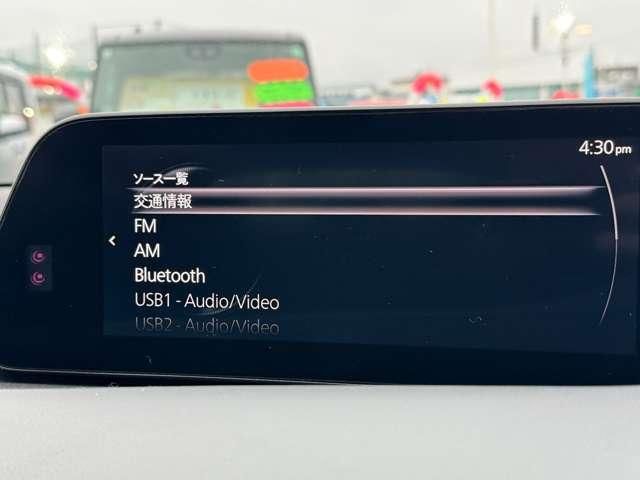 4:30pm
ソース一覧
交通情報
FM
AM
Bluetooth
USB1 - Audio/Video
USB2 - Audio/Video